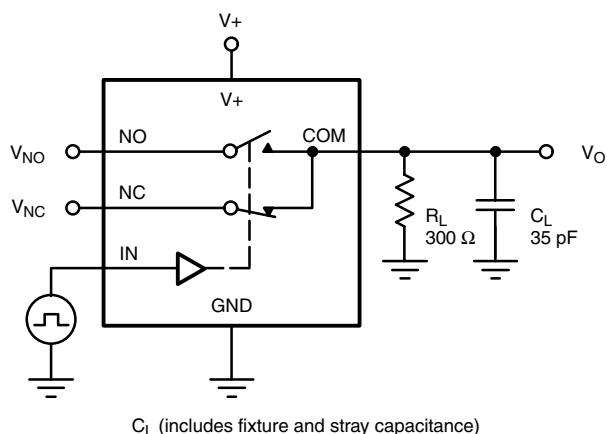 V+
V+
NO
COM
V_NO
V_O
NC
V_NC
R_L
300 Ω
C_L
35 pF
IN
GND
C_L (includes fixture and stray capacitance)